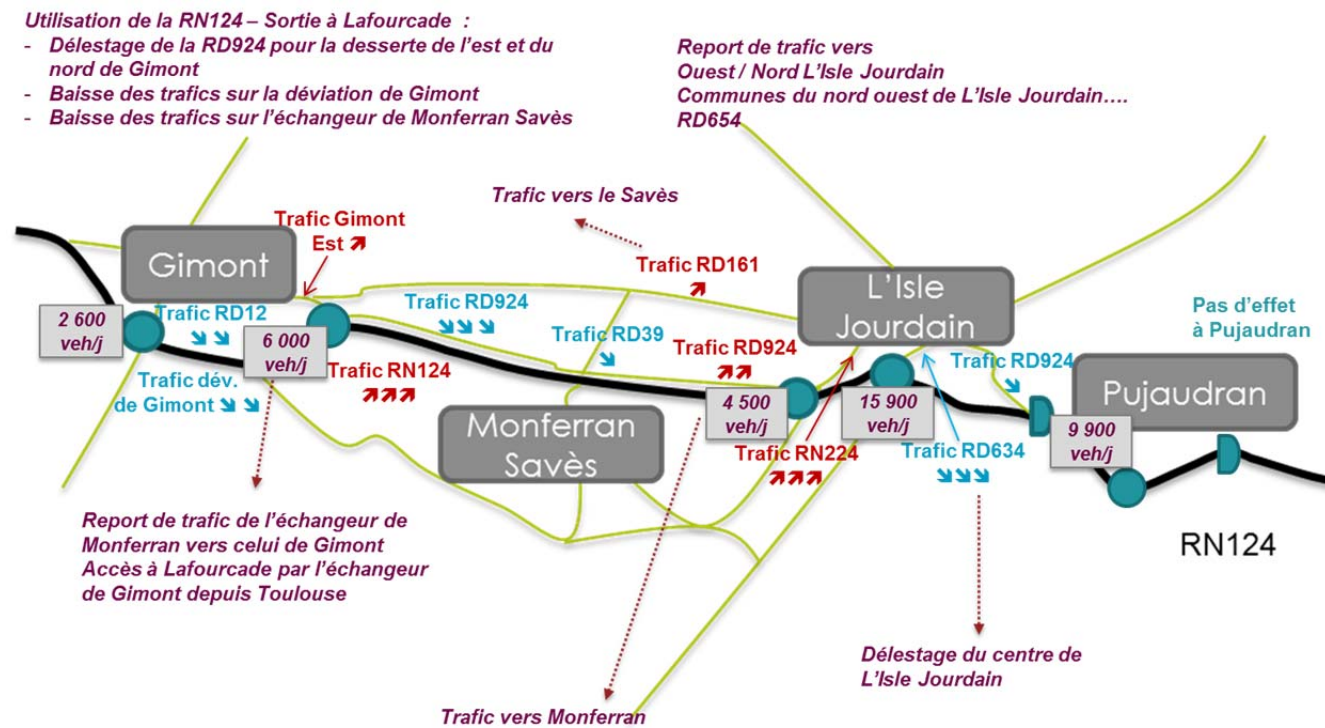 Utilisation de la RN124 – Sortie à Lafourcade :
- Délestage de la RD924 pour la desserte de l'est et du
nord de Gimont
- Baisse des trafics sur la déviation de Gimont
- Baisse des trafics sur l'échangeur de Monferran Savès
Report de trafic vers
Ouest / Nord L'Isle Jourdain
Communes du nord ouest de L'Isle Jourdain....
RD654
Trafic vers le Savès
Trafic Gimont
Est ↗
Gimont
Trafic RD161
↗
L'Isle
Jourdain
2 600
veh/j
Trafic RD12
↘ ↘
6 000
veh/j
Trafic RD924
↘ ↘ ↘
Trafic RD39
↘
Trafic RD924
↗↗
Trafic RD924
↘
Pas d'effet
à Pujaudran
Pujaudran
Trafic dév.
de Gimont ↘ ↘
Trafic RN124
↗↗↗
Monferran
Savès
4 500
veh/j
15 900
veh/j
9 900
veh/j
Trafic RN224
↗↗↗
Trafic RD634
↘↘↘
RN124
Report de trafic de l'échangeur de
Monferran vers celui de Gimont
Accès à Lafourcade par l'échangeur
de Gimont depuis Toulouse
Délestage du centre de
L'Isle Jourdain
Trafic vers Monferran